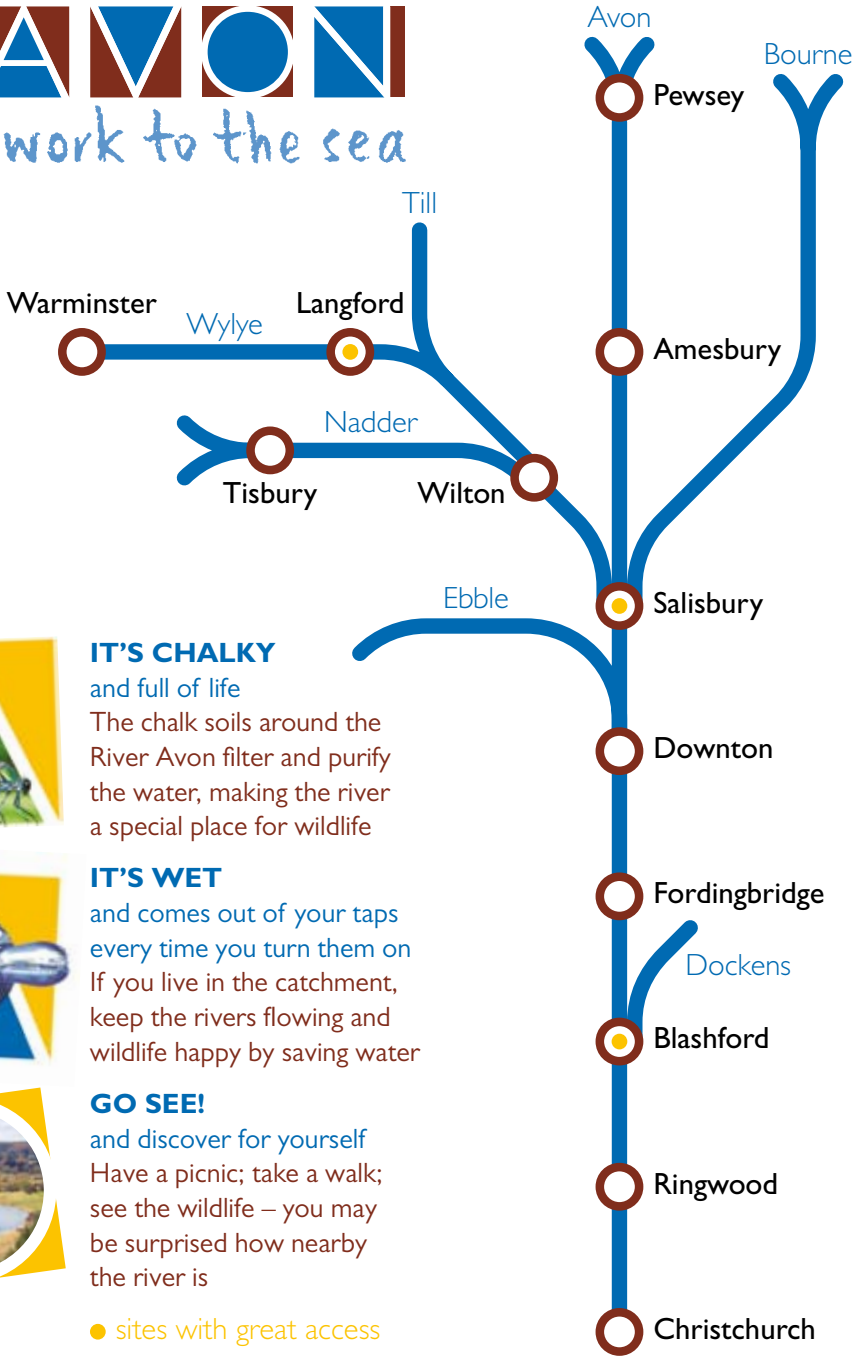 AVON
work to the sea
Avon
Bourne
Pewsey
Till
Warminster
Wylye
Langford
Amesbury
Nadder
Tisbury
Wilton
Ebble
Salisbury
Downton
Fordingbridge
Dockens
Blashford
Ringwood
Christchurch
IT'S CHALKY
and full of life
The chalk soils around the
River Avon filter and purify
the water, making the river
a special place for wildlife
IT'S WET
and comes out of your taps
every time you turn them on
If you live in the catchment,
keep the rivers flowing and
wildlife happy by saving water
GO SEE!
and discover for yourself
Have a picnic; take a walk;
see the wildlife – you may
be surprised how nearby
the river is
sites with great access